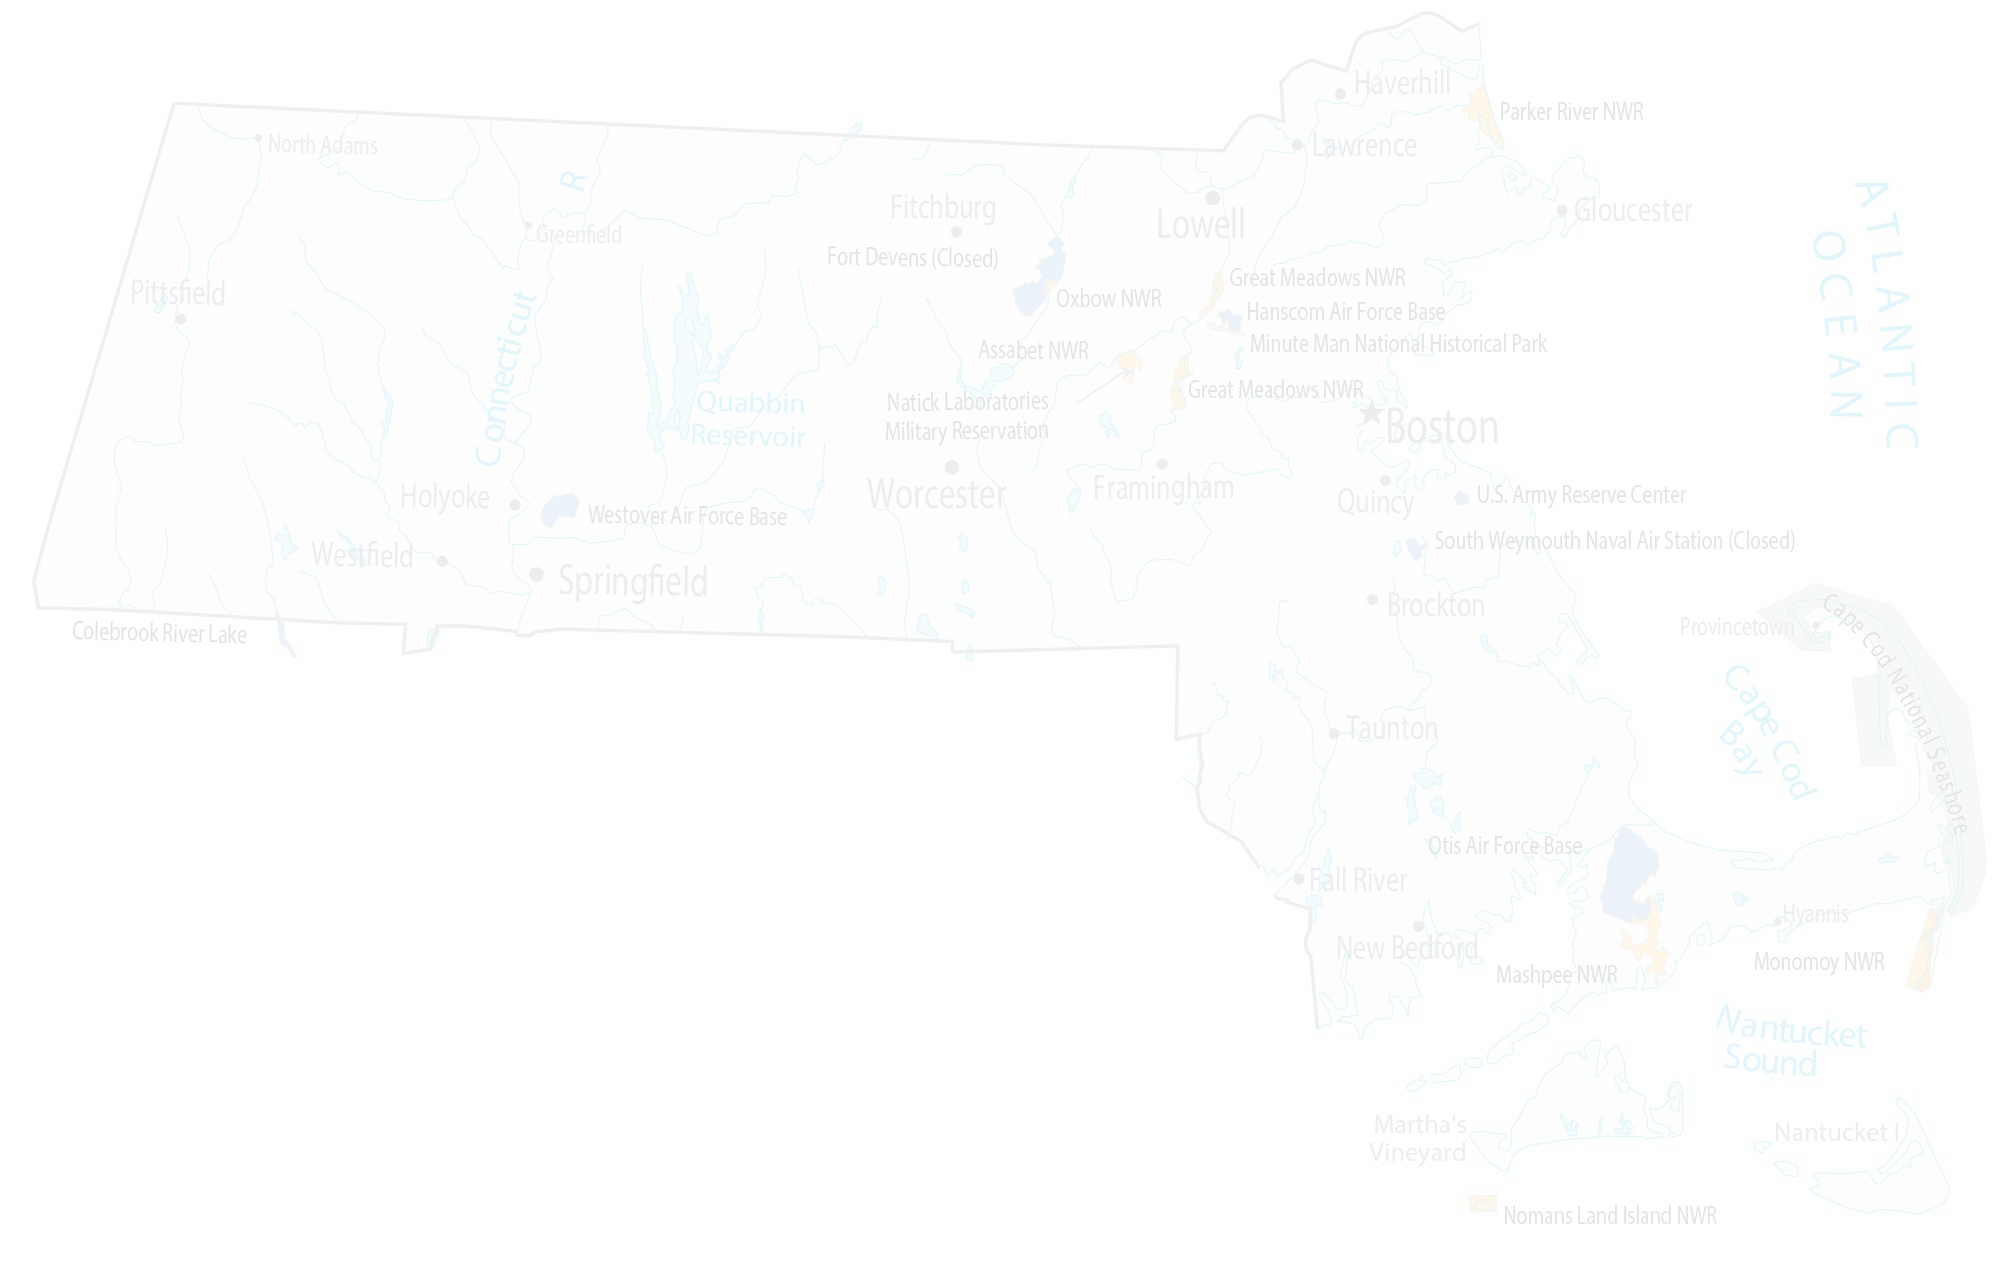 Haverhill
Parker River NWR
North Adams
Lawrence
R
Fitchburg
Lowell
Gloucester
Greenfield
Fort Devens (Closed)
ATLANTIC
OCEAN
Pittsfield
Great Meadows NWR
Oxbow NWR
Hanscom Air Force Base
Connecticut
Minute Man National Historical Park
Assabet NWR
Great Meadows NWR
Quabbin
Reservoir
Natick Laboratories
Military Reservation
Boston
Holyoke
Worcester
Framingham
Quincy
U.S. Army Reserve Center
Westover Air Force Base
South Weymouth Naval Air Station (Closed)
Westfield
Springfield
Brockton
Colebrook River Lake
Provincetown
Cape Cod National Seashore
Cape Cod
Bay
Taunton
Otis Air Force Base
Fall River
Hyannis
New Bedford
Monomoy NWR
Mashpee NWR
Nantucket
Sound
Martha's
Vineyard
Nantucket I
Nomans Land Island NWR